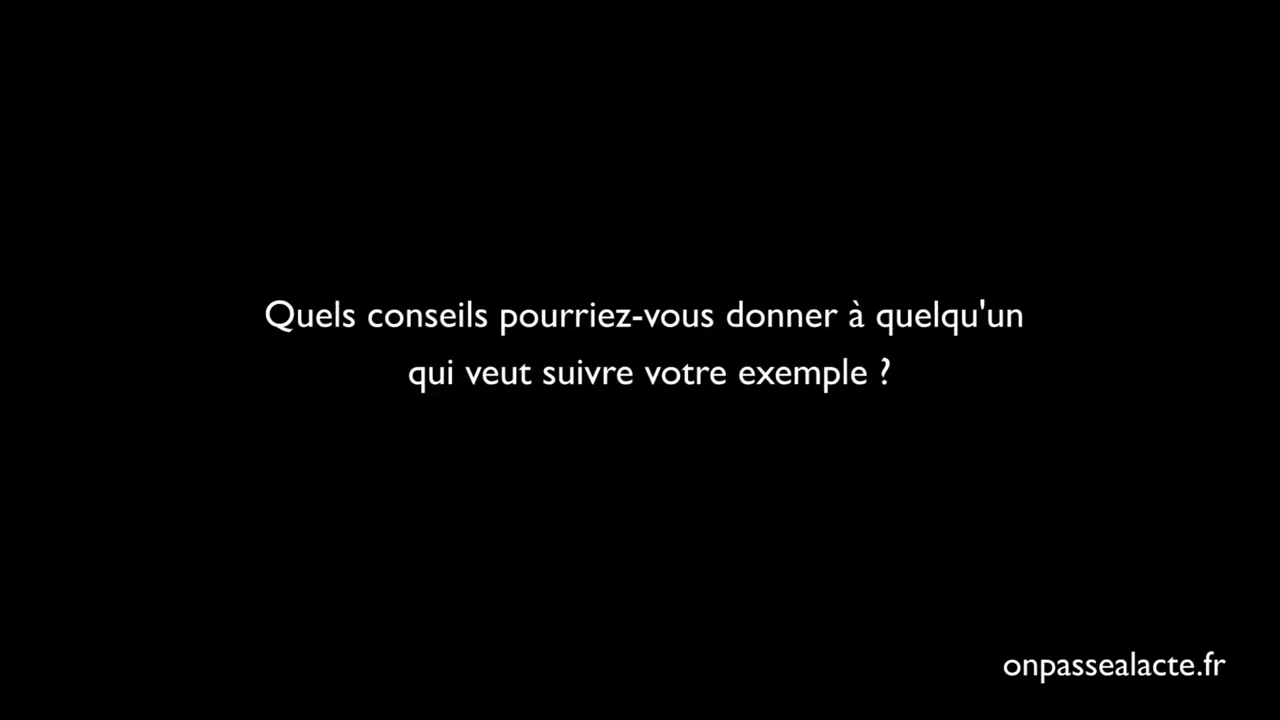 Quels conseils pourriez-vous donner à quelqu'un
qui veut suivre votre exemple ?
onpassealacte.fr